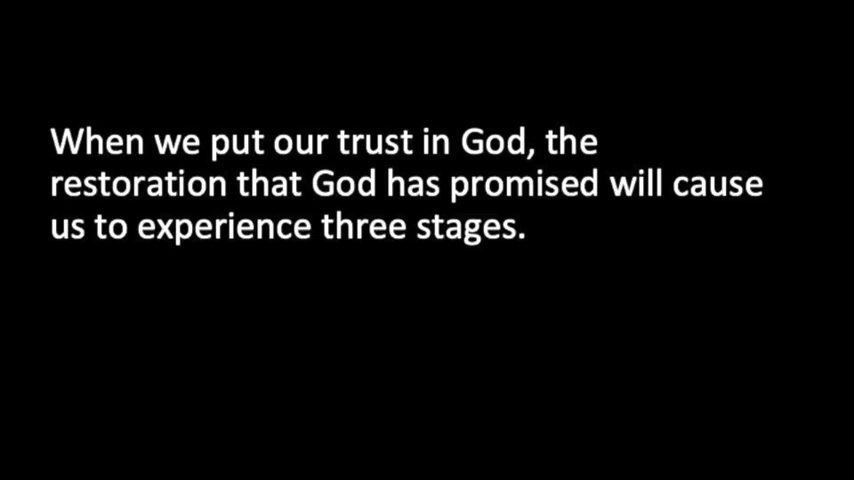 When we put our trust in God, the
restoration that God has promised will cause
us to experience three stages.